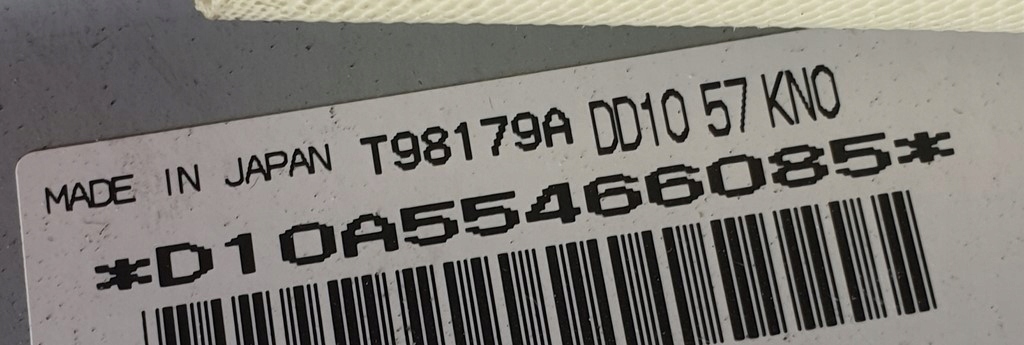 MADE IN JAPAN T98179A DD10 57 KNO
*D10A55466085*